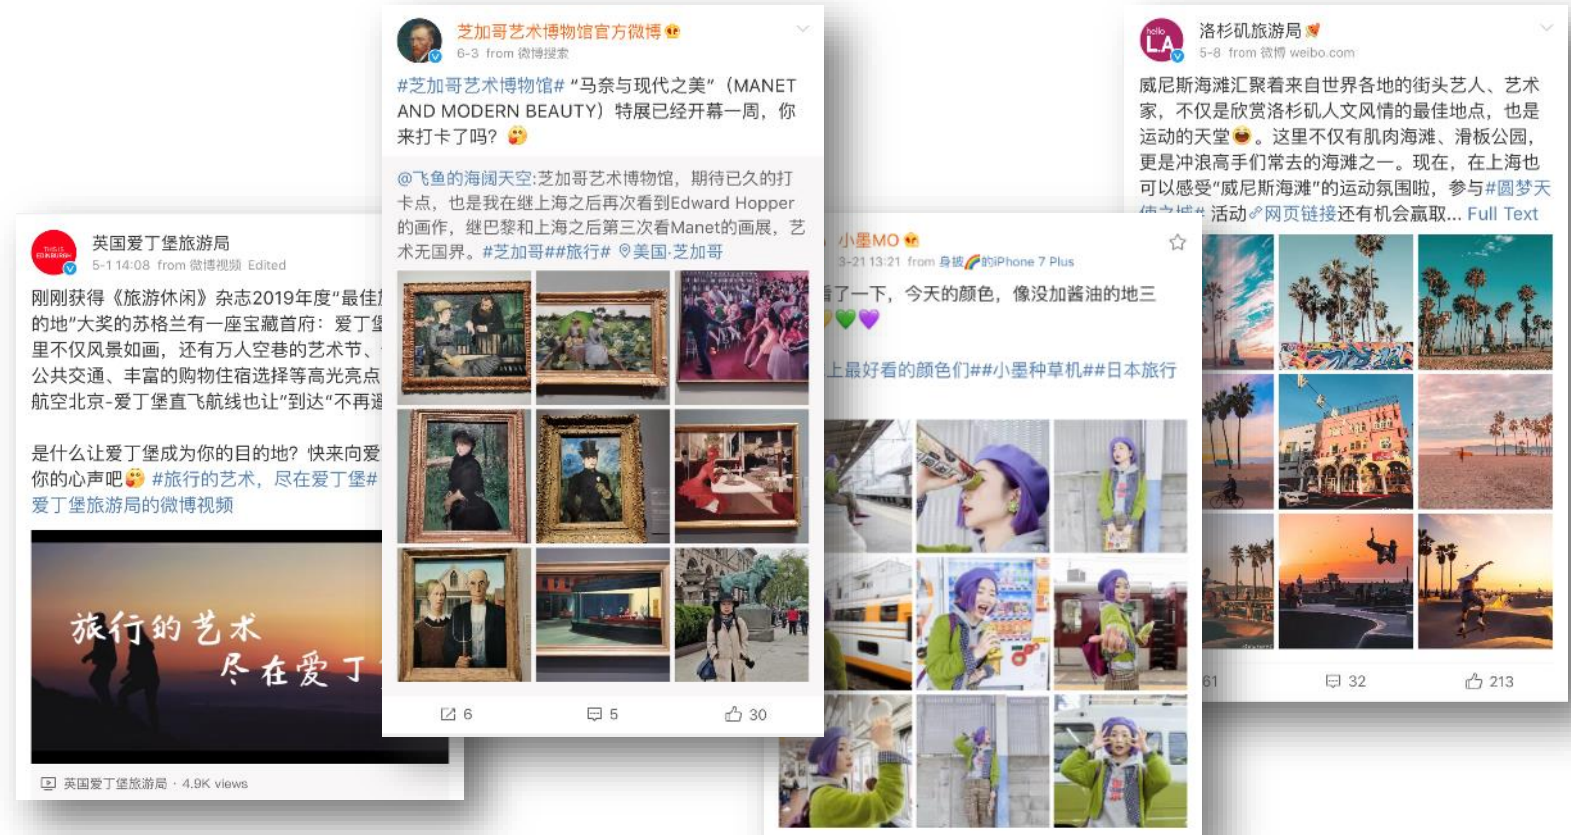 英国爱丁堡旅游局
5-1 14:08 from 微博视频 Edited
刚刚获得《旅游休闲》杂志2019年度“最佳
的地”大奖的苏格兰有一座宝藏首府：爱丁堡
里不仅风景如画，还有万人空巷的艺术节、
公共交通、丰富的购物住宿选择等高光亮点
航空北京-爱丁堡直飞航线也让”到达“不再遥
是什么让爱丁堡成为你的目的地？快来向爱
你的心声吧 #旅行的艺术，尽在爱丁堡#
爱丁堡旅游局的微博视频
旅行的艺术
尽在爱丁
英国爱丁堡旅游局 · 4.9K views
芝加哥艺术博物馆官方微博
6-3 from 微博搜索
#芝加哥艺术博物馆# “马奈与现代之美”（MANET
AND MODERN BEAUTY）特展已经开幕一周，你
来打卡了吗？
@飞鱼的海阔天空:芝加哥艺术博物馆，期待已久的打
卡点，也是我在继上海之后再次看到Edward Hopper
的画作，继巴黎和上海之后第三次看Manet的画展，艺
术无国界。#芝加哥##旅行# 美国·芝加哥
6 5 30
小墨MO
3-21 13:21 from 身披🌈的iPhone 7 Plus
看了一下，今天的颜色，像没加酱油的地三
上最好看的颜色们##小墨种草机##日本旅行
hello
L.A.
洛杉矶旅游局
5-8 from 微博 weibo.com
威尼斯海滩汇聚着来自世界各地的街头艺人、艺术
家，不仅是欣赏洛杉矶人文风情的最佳地点，也是
运动的天堂。这里不仅有肌肉海滩、滑板公园，
更是冲浪高手们常去的海滩之一。现在，在上海也
可以感受“威尼斯海滩”的运动氛围啦，参与#圆梦天
使之城# 活动网页链接还有机会赢取... Full Text
61 32 213